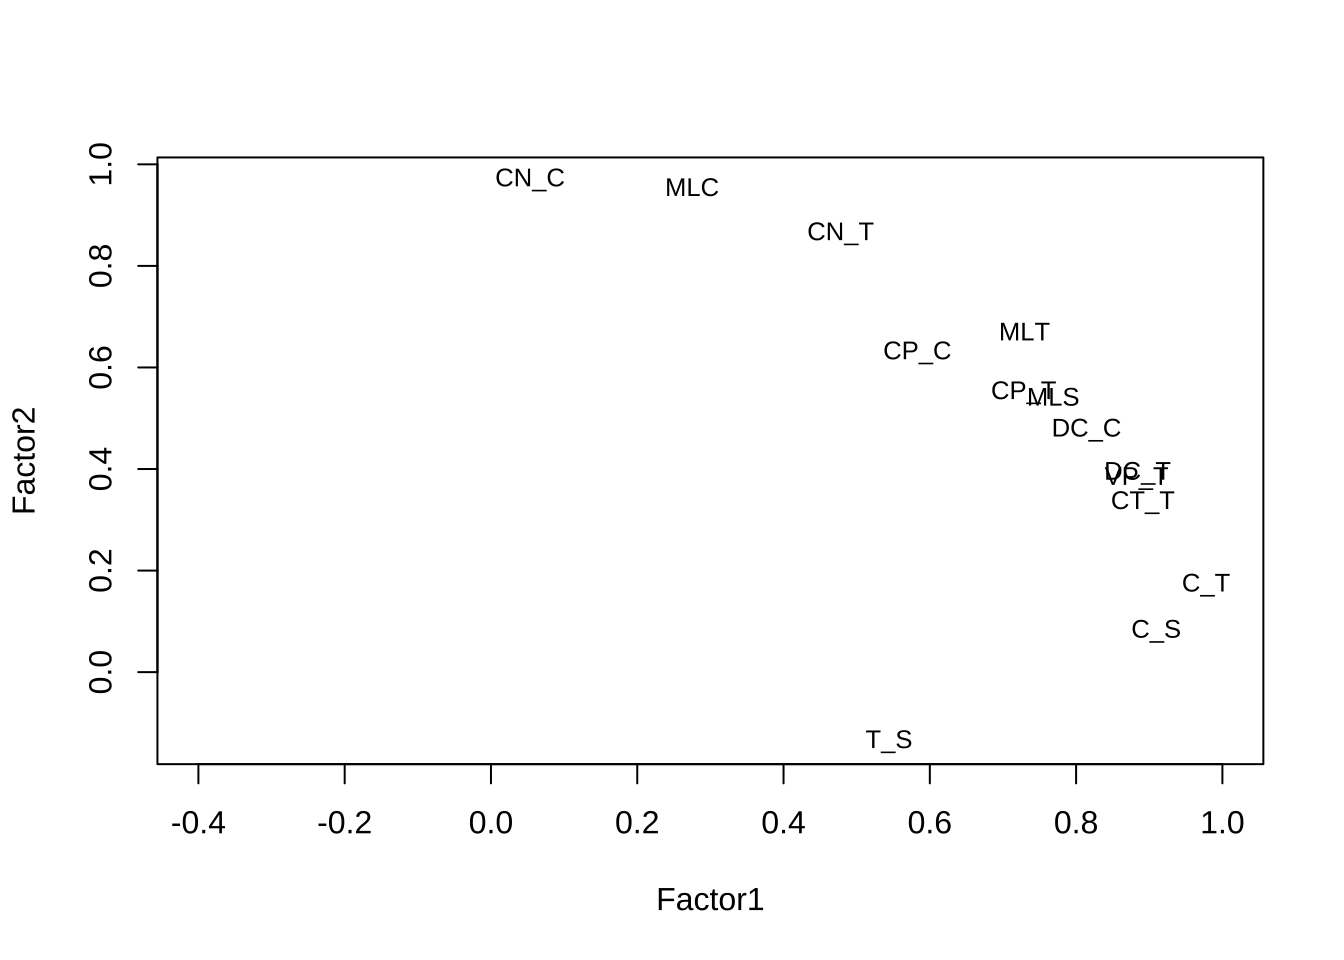 1.0
CN_C
MLC
CN_T
0.8
MLT
CP_C
0.6
CP_T
MLS
DC_C
Factor2
0.4
DC_T
VP_T
CT_T
0.2
C_T
C_S
0.0
T_S
-0.4 -0.2 0.0 0.2 0.4 0.6 0.8 1.0
Factor1